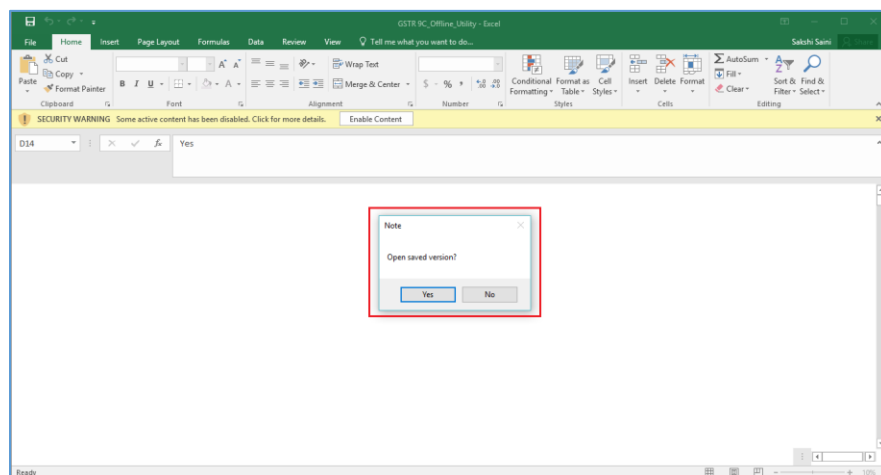 GSTR 9C_Offline_Utility - Excel
File Home Insert Page Layout Formulas Data Review View Tell me what you want to do... Sakshi Saini Share
Paste
Cut
Copy
Format Painter
Clipboard
B I U
A A
Font
Wrap Text
Merge & Center
Alignment
$ % ,
Number
Conditional Formatting
Format as Table
Cell Styles
Styles
Insert Delete Format
Cells
AutoSum
Fill
Clear
Sort & Filter
Find & Select
Editing
SECURITY WARNING Some active content has been disabled. Click for more details. Enable Content
D14 fx Yes
Note
Open saved version?
Yes No
Ready 10%